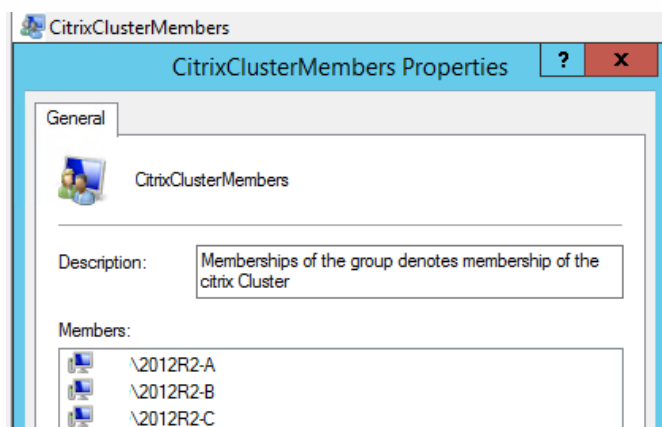 CitrixClusterMembers
CitrixClusterMembers Properties
? x
General
CitrixClusterMembers
Description:
Memberships of the group denotes membership of the
citrix Cluster
Members:
\2012R2-A
\2012R2-B
\2012R2-C